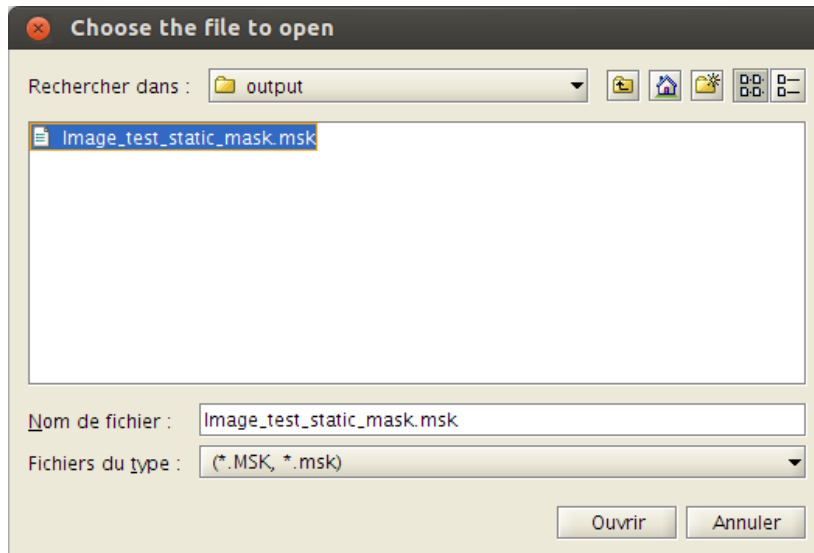 Choose the file to open
Rechercher dans : output
Image_test_static_mask.msk
Nom de fichier : Image_test_static_mask.msk
Fichiers du type : (*.MSK, *.msk)
Ouvrir Annuler